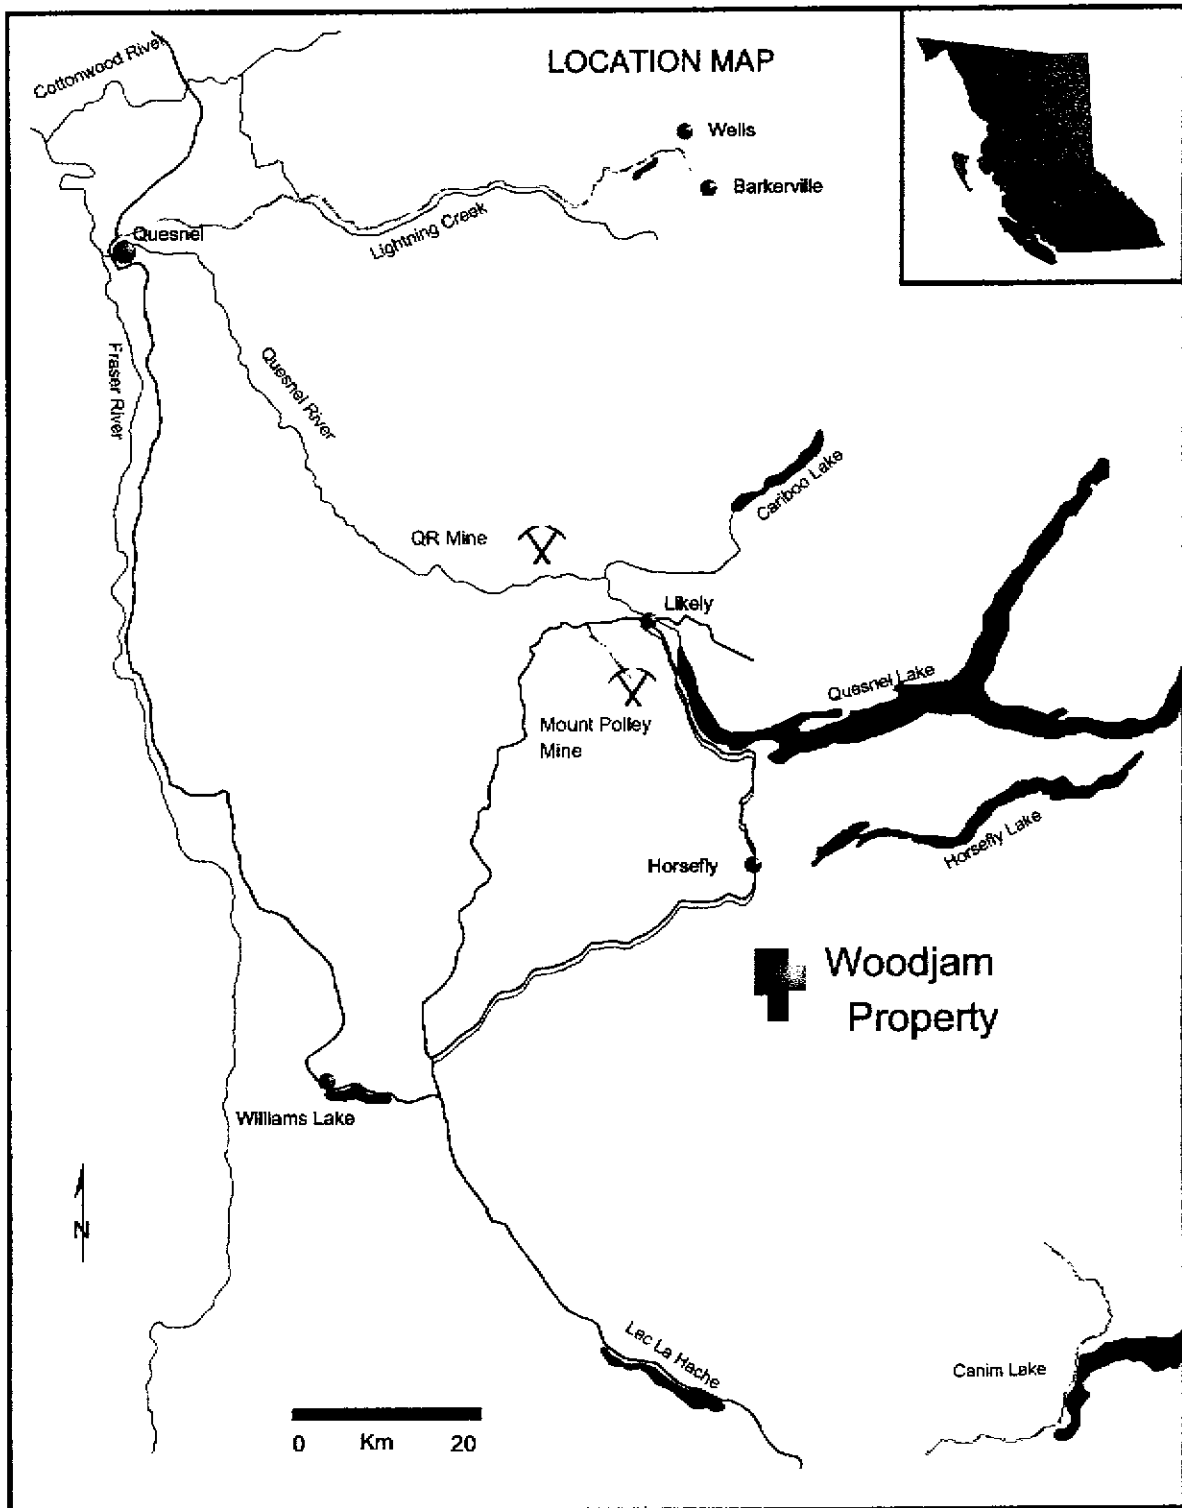 LOCATION MAP
Cottonwood River
Wells
Barkerville
Lightning Creek
Quesnel
Fraser River
Quesnel River
Cariboo Lake
QR Mine
Likely
Quesnel Lake
Mount Polley
Mine
Horsefly Lake
Horsefly
Woodjam
Property
Williams Lake
N
Lac La Hache
Canim Lake
0 Km 20